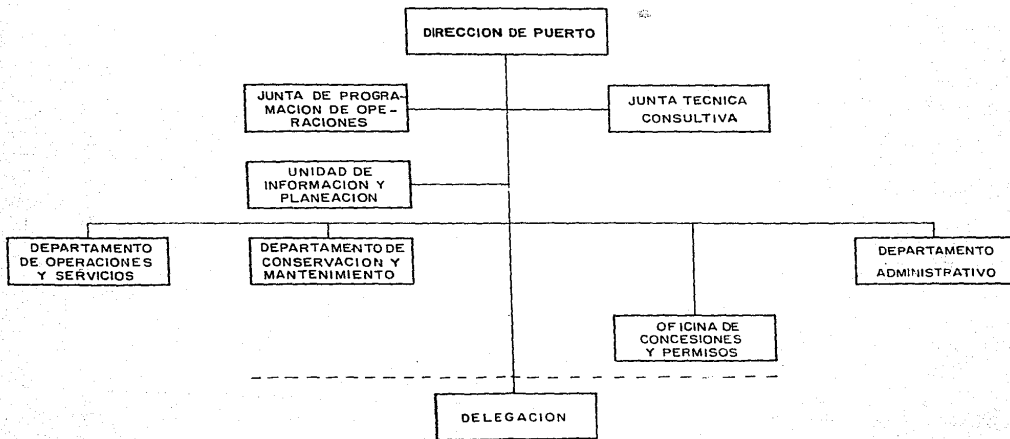 DIRECCION DE PUERTO
JUNTA DE PROGRA-
MACION DE OPE-
RACIONES
JUNTA TECNICA
CONSULTIVA
UNIDAD DE
INFORMACION Y
PLANEACION
DEPARTAMENTO
DE OPERACIONES
Y SERVICIOS
DEPARTAMENTO DE
CONSERVACION Y
MANTENIMIENTO
DEPARTAMENTO
ADMINISTRATIVO
OFICINA DE
CONCESIONES
Y PERMISOS
DELEGACION